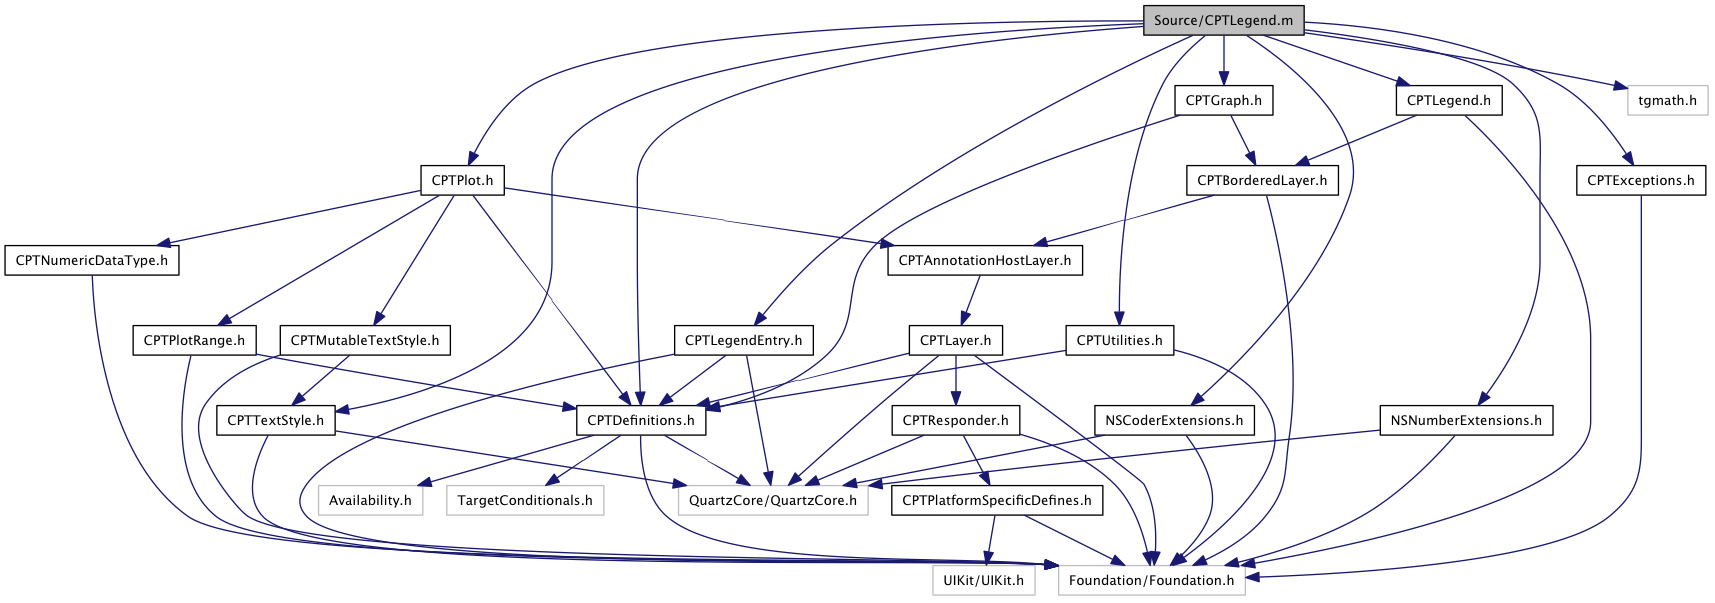 Source/CPTLegend.m
CPTGraph.h
CPTLegend.h
tgmath.h
CPTPlot.h
CPTBorderedLayer.h
CPTExceptions.h
CPTNumericDataType.h
CPTAnnotationHostLayer.h
CPTPlotRange.h
CPTMutableTextStyle.h
CPTLegendEntry.h
CPTLayer.h
CPTUtilities.h
CPTTextStyle.h
CPTDefinitions.h
CPTResponder.h
NSCoderExtensions.h
NSNumberExtensions.h
Availability.h
TargetConditionals.h
QuartzCore/QuartzCore.h
CPTPlatformSpecificDefines.h
UIKit/UIKit.h
Foundation/Foundation.h